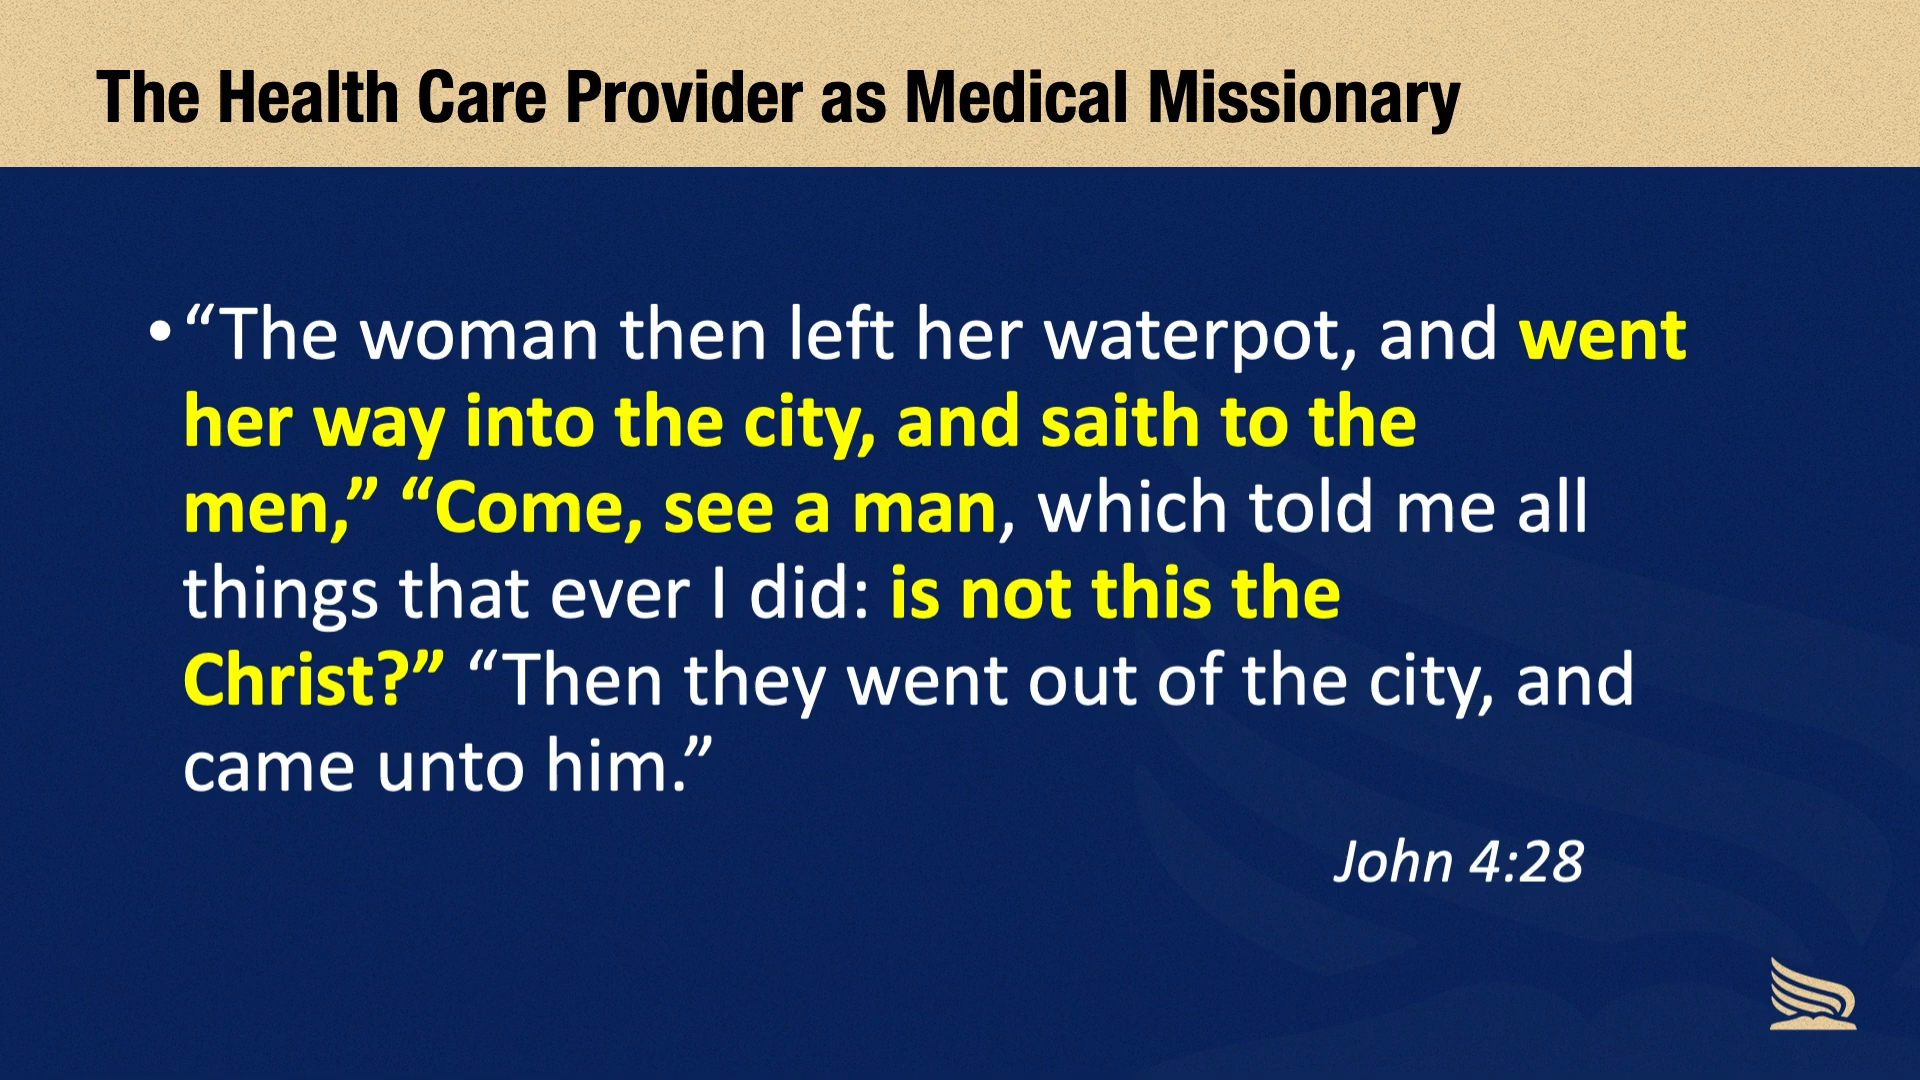 The Health Care Provider as Medical Missionary
• “The woman then left her waterpot, and went
her way into the city, and saith to the
men,” “Come, see a man, which told me all
things that ever I did: is not this the
Christ?” “Then they went out of the city, and
came unto him.”
John 4:28